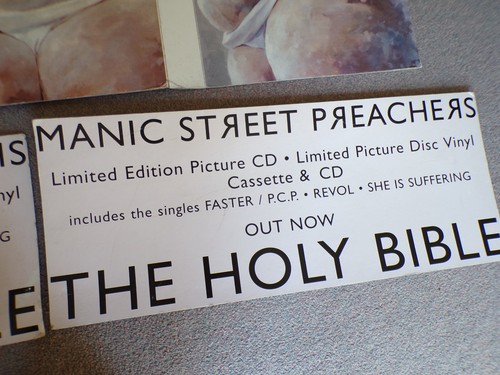 MANIC STЯEET PЯEACHEЯS
Limited Edition Picture CD • Limited Picture Disc Vinyl
Cassette & CD
includes the singles FASTER / P.C.P. • REVOL • SHE IS SUFFERING
OUT NOW
THE HOLY BIBLE